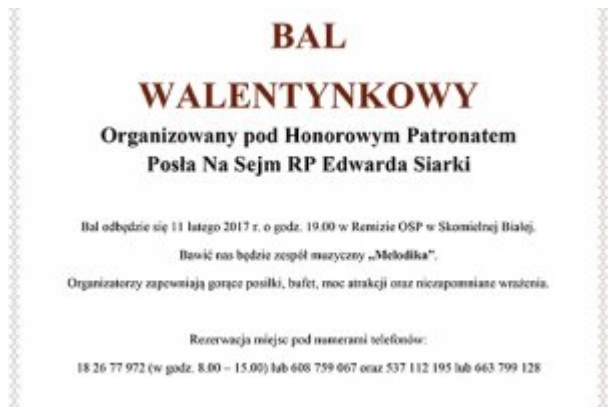 BAL
WALENTYNKOWY
Organizowany pod Honorowym Patronatem
Posła Na Sejm RP Edwarda Siarki
Bal odbędzie się 11 lutego 2017 r. o godz. 19.00 w Remizie OSP w Skomielnej Białej.
Bawić nas będzie zespół muzyczny „Melodika”.
Organizatorzy zapewniają gorące posiłki, bufet, moc atrakcji oraz niezapomniane wrażenia.
Rezerwacja miejsc pod numerami telefonów:
18 26 77 972 (w godz. 8.00 – 15.00) lub 608 759 067 oraz 537 112 195 lub 663 799 128